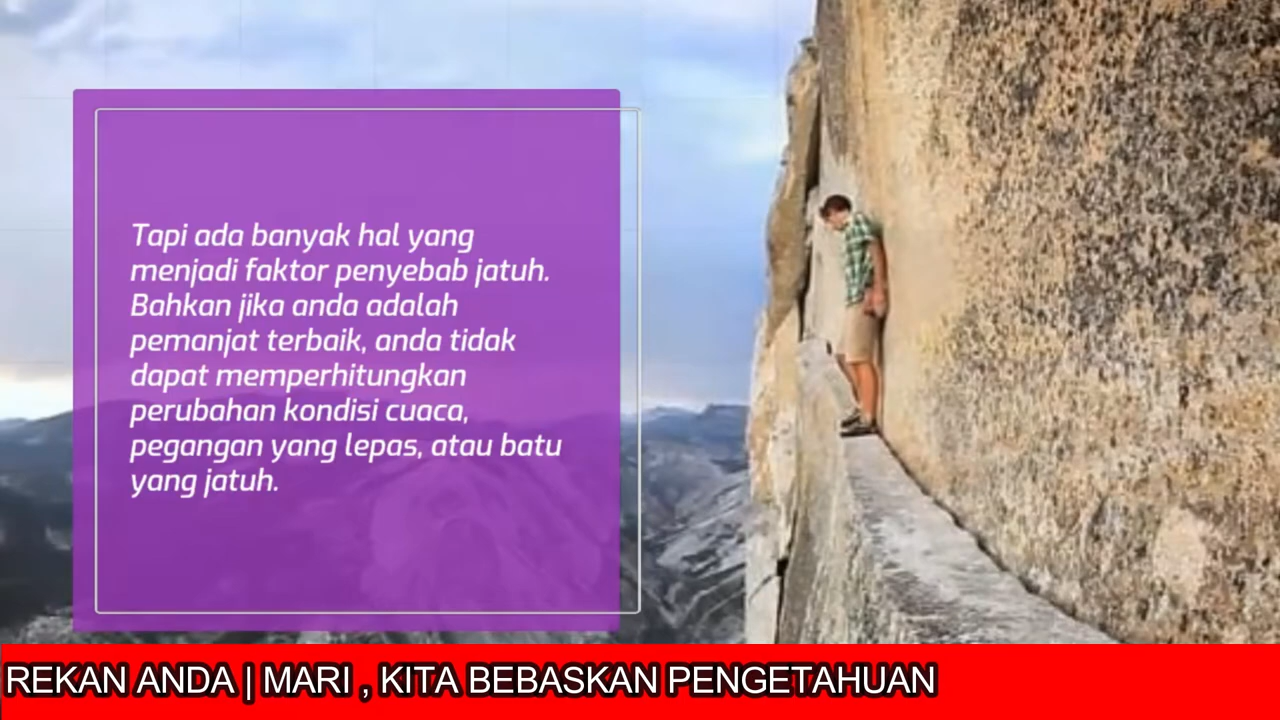 Tapi ada banyak hal yang
menjadi faktor penyebab jatuh.
Bahkan jika anda adalah
pemanjat terbaik, anda tidak
dapat memperhitungkan
perubahan kondisi cuaca,
pegangan yang lepas, atau batu
yang jatuh.
REKAN ANDA | MARI , KITA BEBASKAN PENGETAHUAN